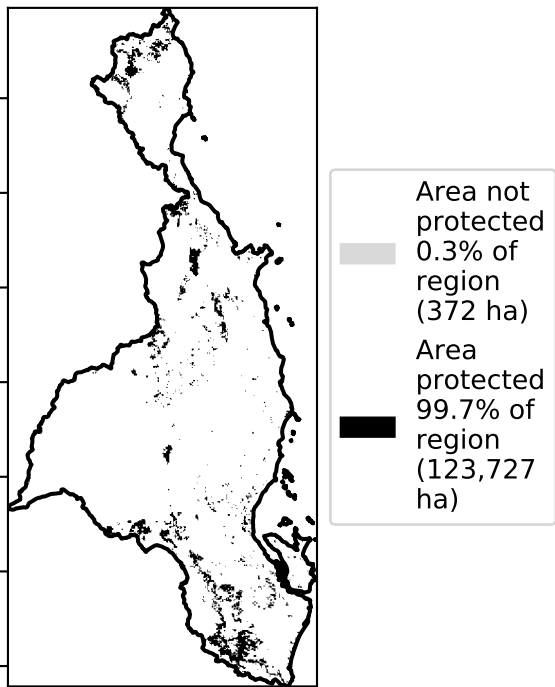 Area not
protected
0.3% of
region
(372 ha)
Area
protected
99.7% of
region
(123,727
ha)